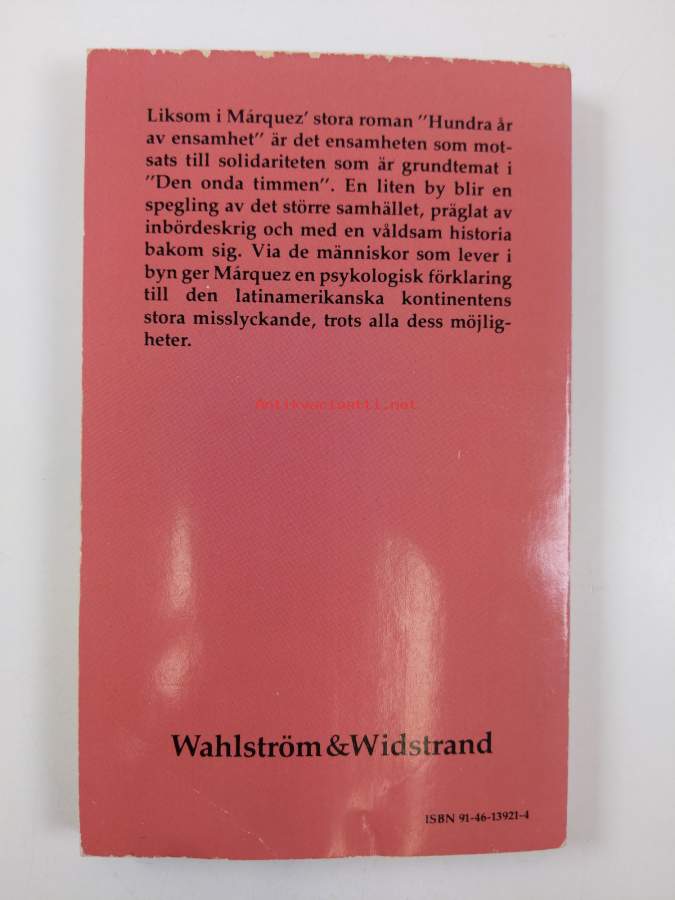 Liksom i Márquez' stora roman "Hundra år
av ensamhet" är det ensamheten som mot-
sats till solidariteten som är grundtemat i
"Den onda timmen". En liten by blir en
spegling av det större samhället, präglat av
inbördeskrig och med en våldsam historia
bakom sig. Via de människor som lever i
byn ger Márquez en psykologisk förklaring
till den latinamerikanska kontinentens
stora misslyckande, trots alla dess möjlig-
heter.
Antikvariaatti.net
Wahlström & Widstrand
ISBN 91-46-13921-4